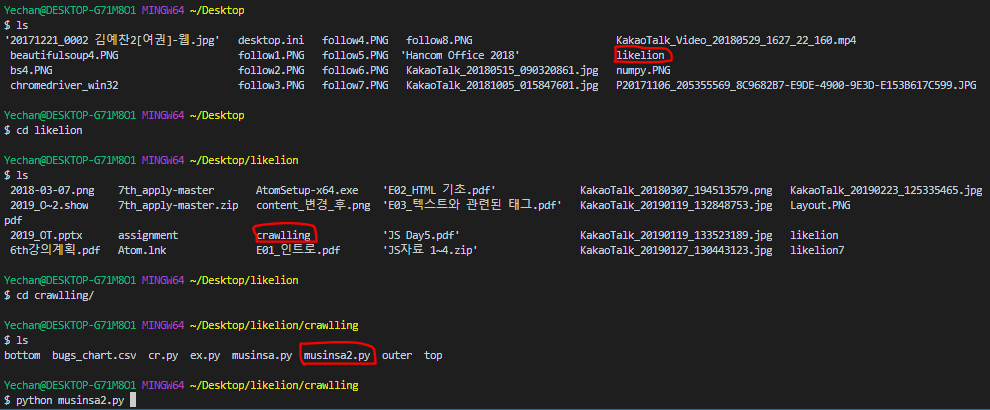 Yechan@DESKTOP-G71M8O1 MINGW64 ~/Desktop
$ ls
'20171221_0002 김예찬2[여권]-웹.jpg' desktop.ini follow4.PNG follow8.PNG KakaoTalk_Video_20180529_1627_22_160.mp4
beautifulsoup4.PNG follow1.PNG follow5.PNG 'Hancom Office 2018' likelion
bs4.PNG follow2.PNG follow6.PNG KakaoTalk_20180515_090320861.jpg numpy.PNG
chromedriver_win32 follow3.PNG follow7.PNG KakaoTalk_20181005_015847601.jpg P20171106_205355569_8C9682B7-E9DE-4900-9E3D-E153B617C599.JPG
Yechan@DESKTOP-G71M8O1 MINGW64 ~/Desktop
$ cd likelion
Yechan@DESKTOP-G71M8O1 MINGW64 ~/Desktop/likelion
$ ls
2018-03-07.png 7th_apply-master AtomSetup-x64.exe 'E02_HTML 기초.pdf' KakaoTalk_20180307_194513579.png KakaoTalk_20190223_125335465.jpg
2019_O~2.show 7th_apply-master.zip content_변경_후.png 'E03_텍스트와 관련된 태그.pdf' KakaoTalk_20190119_132848753.jpg Layout.PNG
pdf
2019_OT.pptx assignment crawlling 'JS Day5.pdf' KakaoTalk_20190119_133523189.jpg likelion
6th강의계획.pdf Atom.lnk E01_인트로.pdf 'JS자료 1~4.zip' KakaoTalk_20190127_130443123.jpg likelion7
Yechan@DESKTOP-G71M8O1 MINGW64 ~/Desktop/likelion
$ cd crawlling/
Yechan@DESKTOP-G71M8O1 MINGW64 ~/Desktop/likelion/crawlling
$ ls
bottom bugs_chart.csv cr.py ex.py musinsa.py musinsa2.py outer top
Yechan@DESKTOP-G71M8O1 MINGW64 ~/Desktop/likelion/crawlling
$ python musinsa2.py